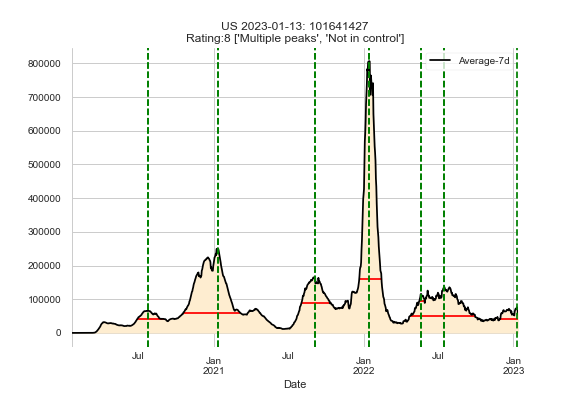 US 2023-01-13: 101641427
Rating:8 ['Multiple peaks', 'Not in control']
Average-7d
800000
700000
600000
500000
400000
300000
200000
100000
0
Jul
Jan
2021
Jul
Jan
2022
Jul
Jan
2023
Date